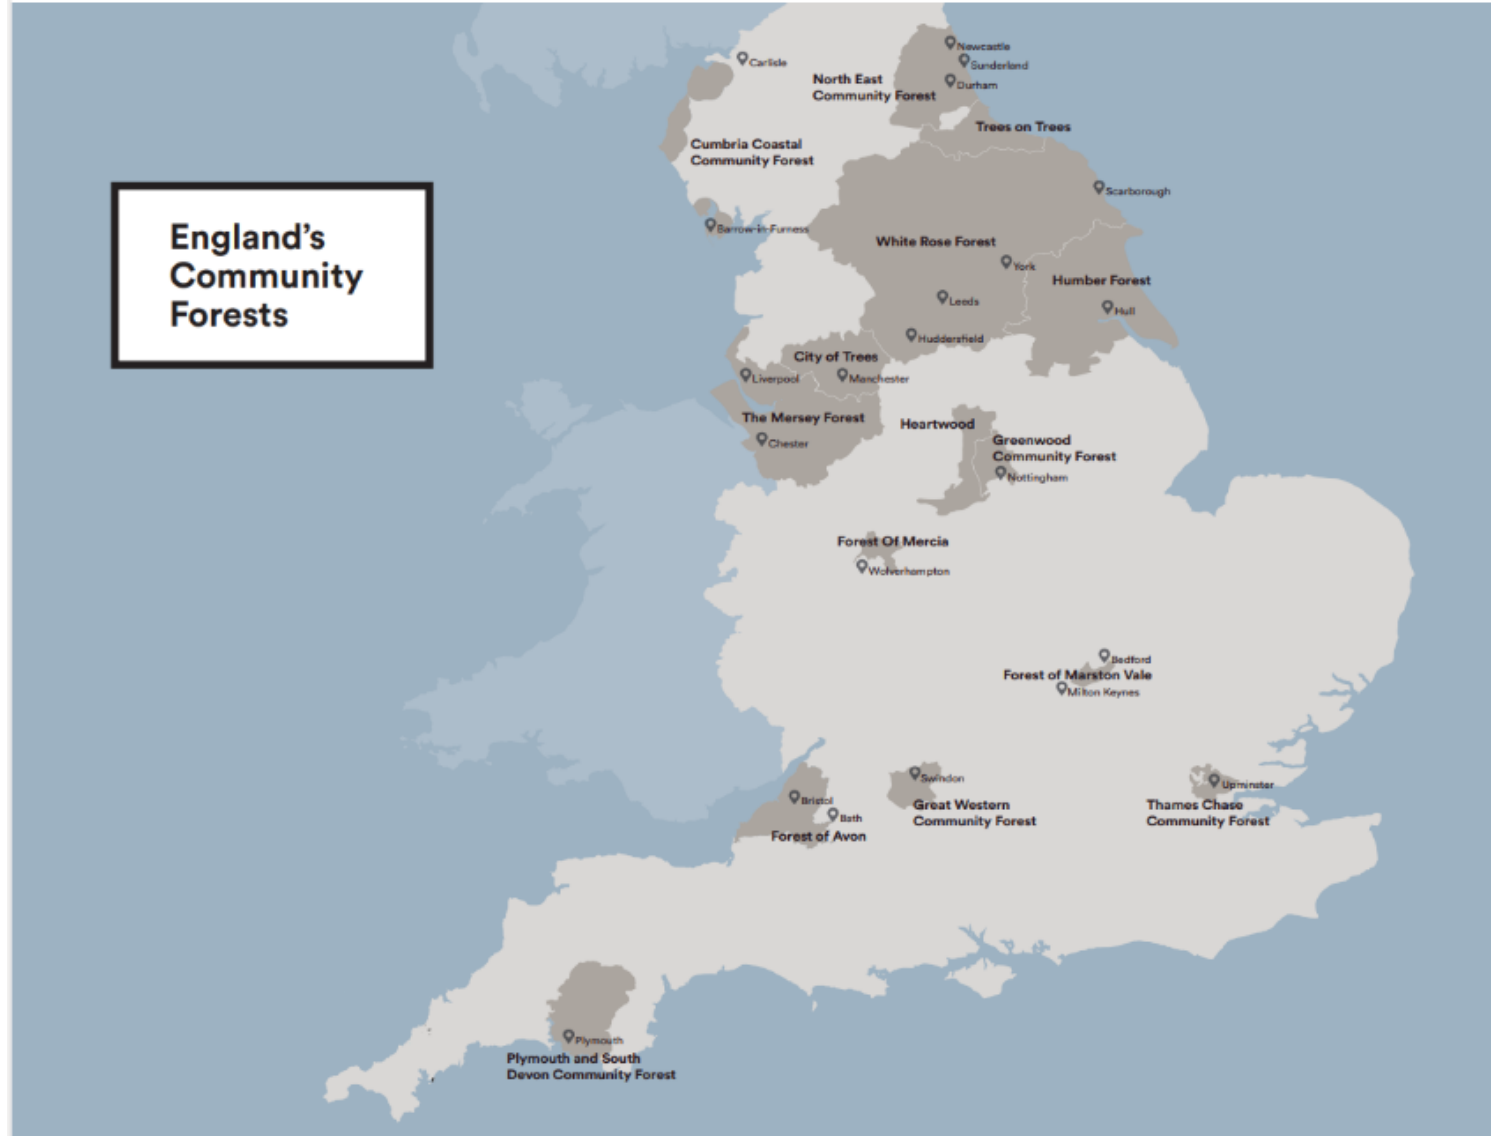 England's
Community
Forests
Newcastle
Carlisle
Sunderland
North East
Community Forest
Durham
Trees on Trees
Cumbria Coastal
Community Forest
Scarborough
Barrow-in-Furness
White Rose Forest
York
Humber Forest
Leeds
Hull
Huddersfield
City of Trees
Liverpool
Manchester
The Mersey Forest
Heartwood
Chester
Greenwood
Community Forest
Nottingham
Forest Of Mercia
Wolverhampton
Bedford
Forest of Marston Vale
Milton Keynes
Swindon
Upminster
Bristol
Great Western
Community Forest
Thames Chase
Community Forest
Bath
Forest of Avon
Plymouth
Plymouth and South
Devon Community Forest